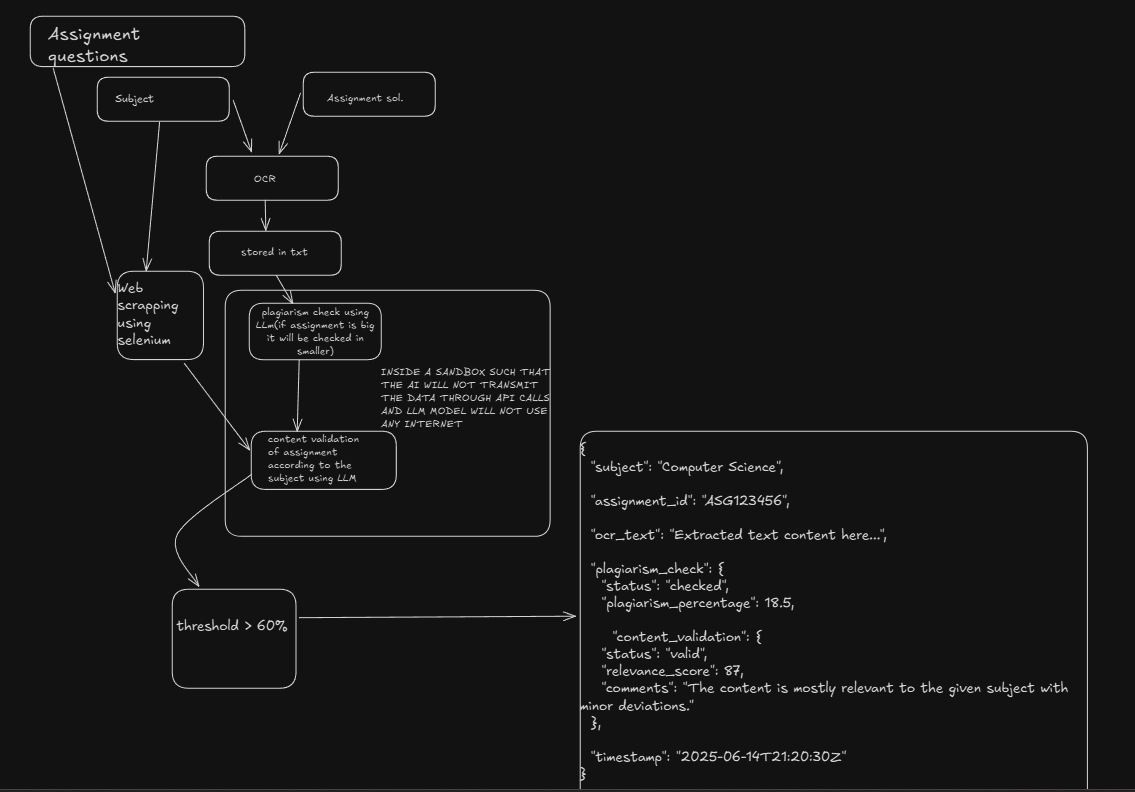 Assignment
questions
Subject
Assignment sol.
OCR
stored in txt
Web
scrapping
using
selenium
plagiarism check using
LLm(if assignment is big
it will be checked in
smaller)
INSIDE A SANDBOX SUCH THAT
THE AI WILL NOT TRANSMIT
THE DATA THROUGH API CALLS
AND LLM MODEL WILL NOT USE
ANY INTERNET
content validation
of assignment
according to the
subject using LLM
threshold > 60%
{
"subject": "Computer Science",
"assignment_id": "ASG123456",
"ocr_text": "Extracted text content here...",
"plagiarism_check": {
"status": "checked",
"plagiarism_percentage": 18.5,
"content_validation": {
"status": "valid",
"relevance_score": 87,
"comments": "The content is mostly relevant to the given subject with
minor deviations."
},
"timestamp": "2025-06-14T21:20:30Z"
}